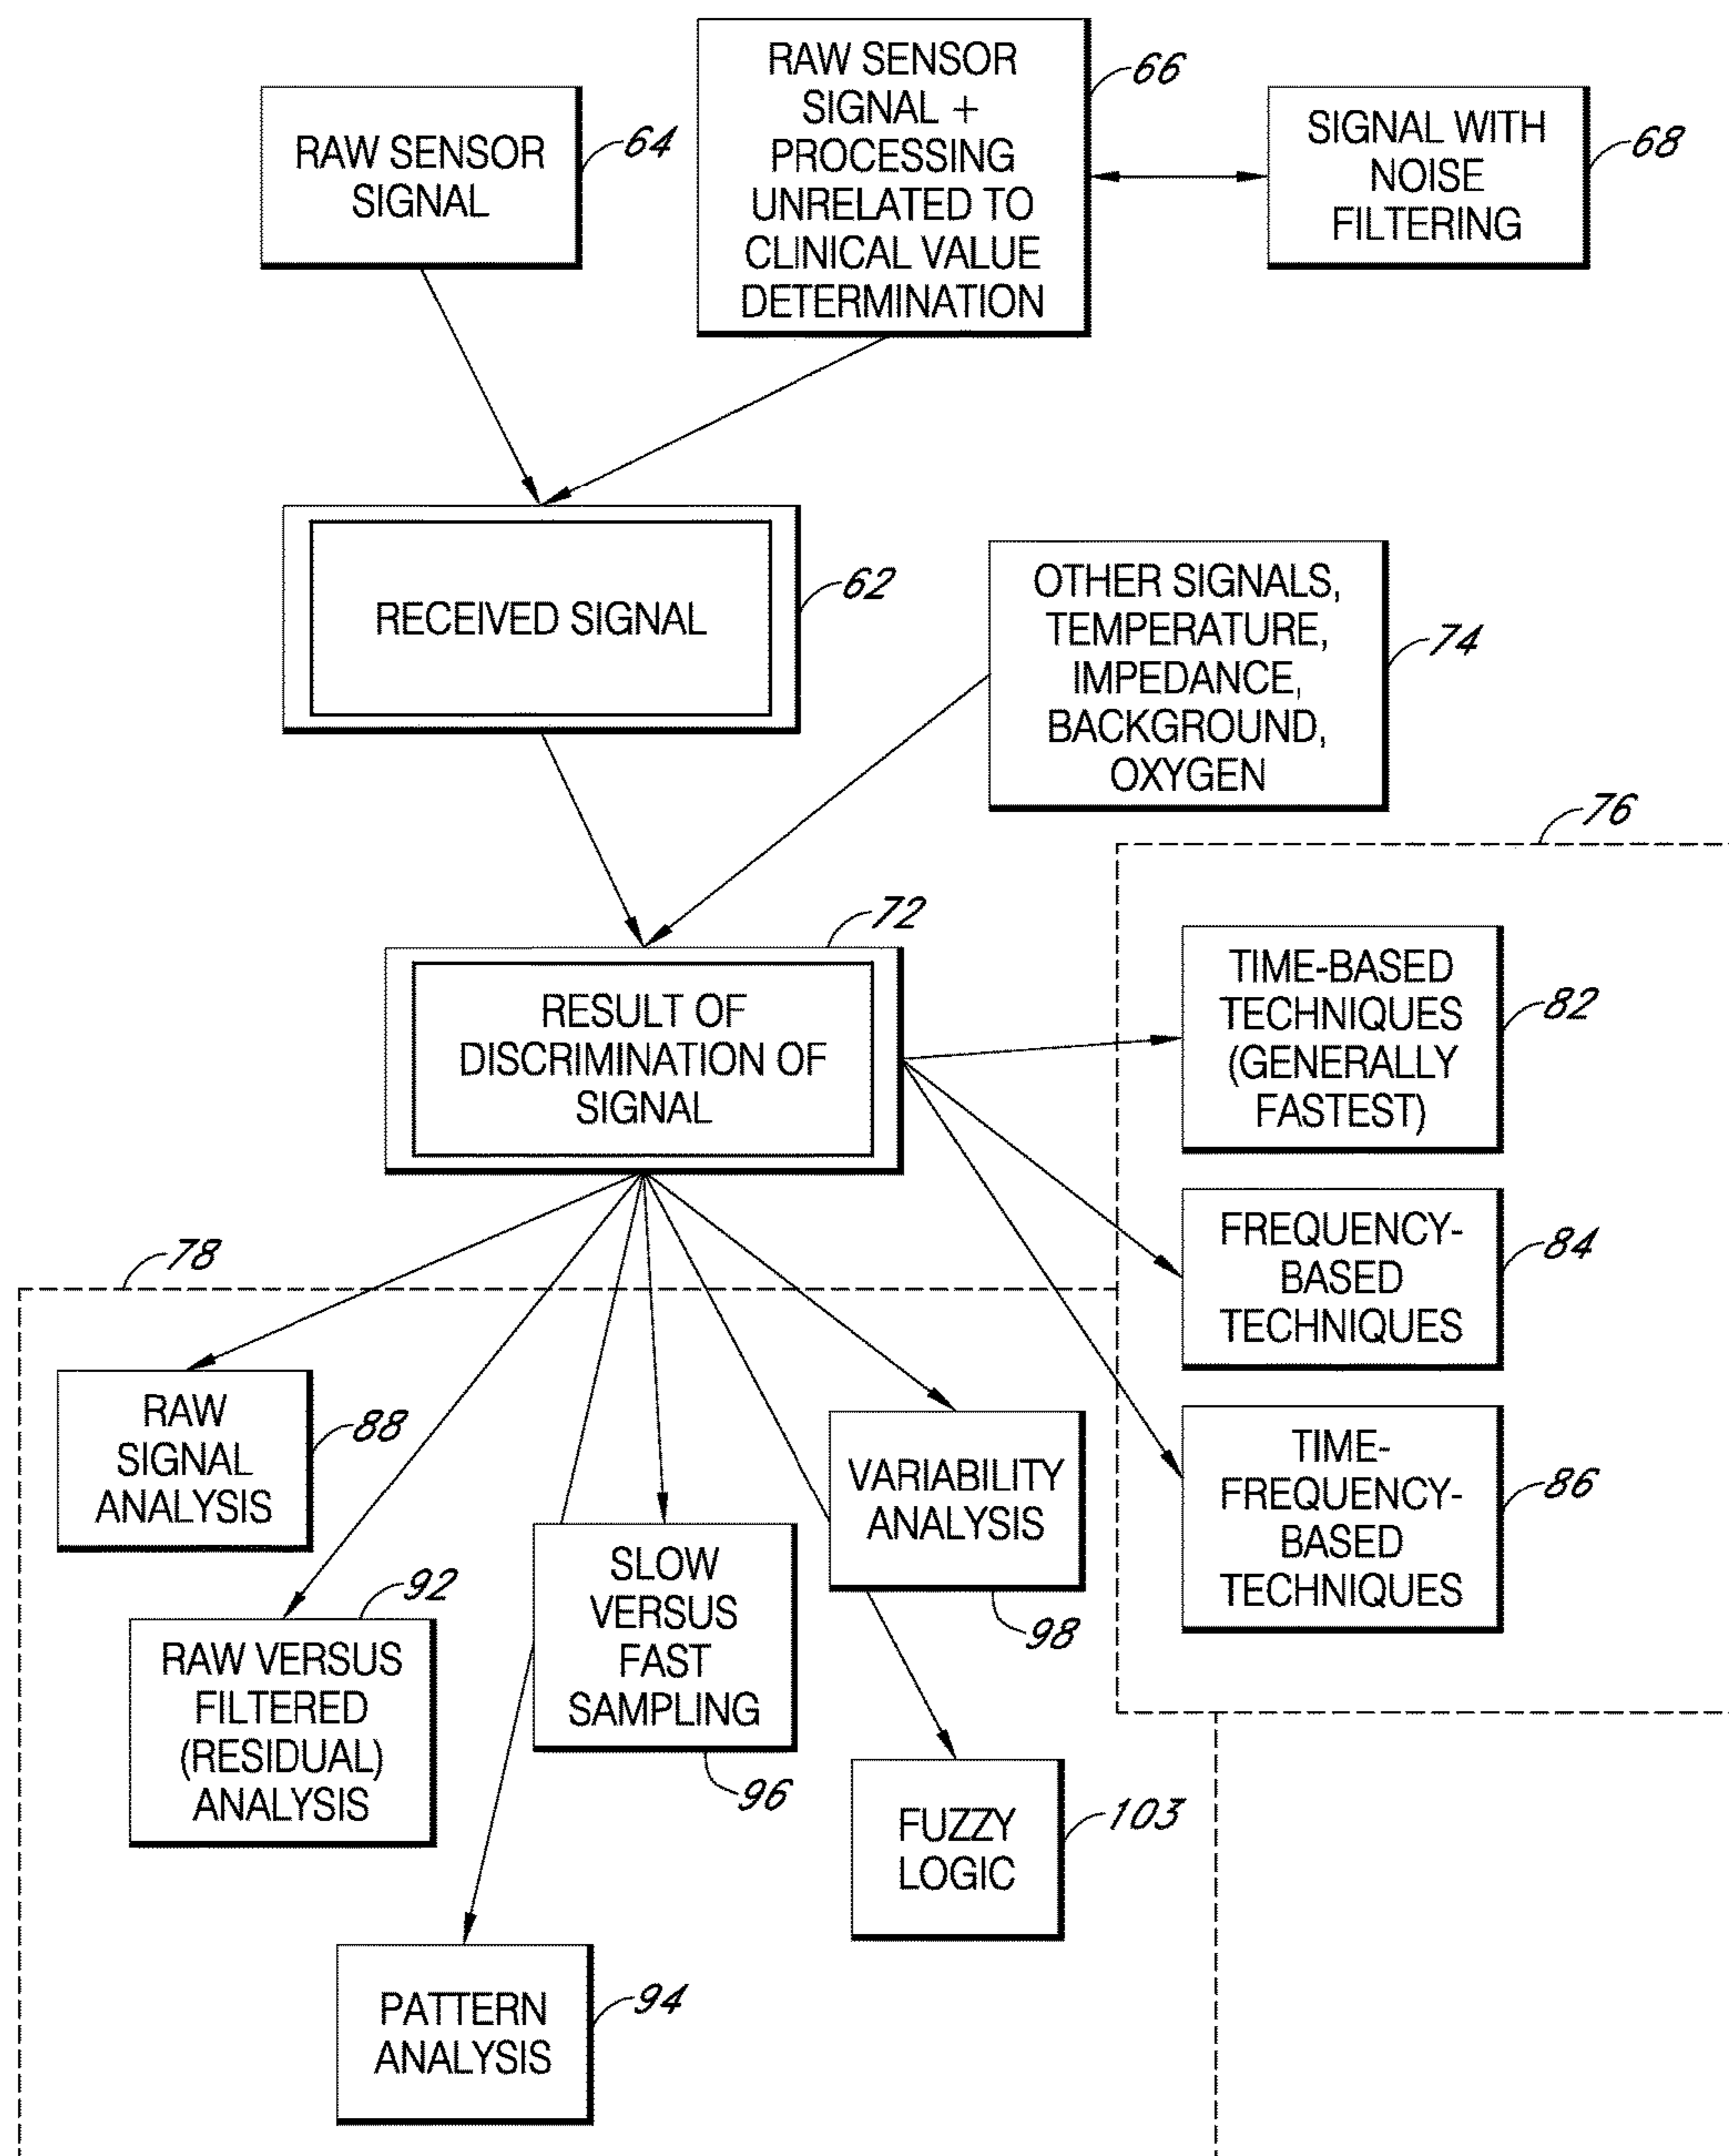 RAW SENSOR
SIGNAL
64
RAW SENSOR
SIGNAL +
PROCESSING
UNRELATED TO
CLINICAL VALUE
DETERMINATION
66
SIGNAL WITH
NOISE
FILTERING
68
RECEIVED SIGNAL
62
OTHER SIGNALS,
TEMPERATURE,
IMPEDANCE,
BACKGROUND,
OXYGEN
74
76
72
RESULT OF
DISCRIMINATION OF
SIGNAL
TIME-BASED
TECHNIQUES
(GENERALLY
FASTEST)
82
FREQUENCY-
BASED
TECHNIQUES
84
TIME-
FREQUENCY-
BASED
TECHNIQUES
86
78
RAW
SIGNAL
ANALYSIS
88
92
RAW VERSUS
FILTERED
(RESIDUAL)
ANALYSIS
SLOW
VERSUS
FAST
SAMPLING
96
VARIABILITY
ANALYSIS
98
FUZZY
LOGIC
103
PATTERN
ANALYSIS
94